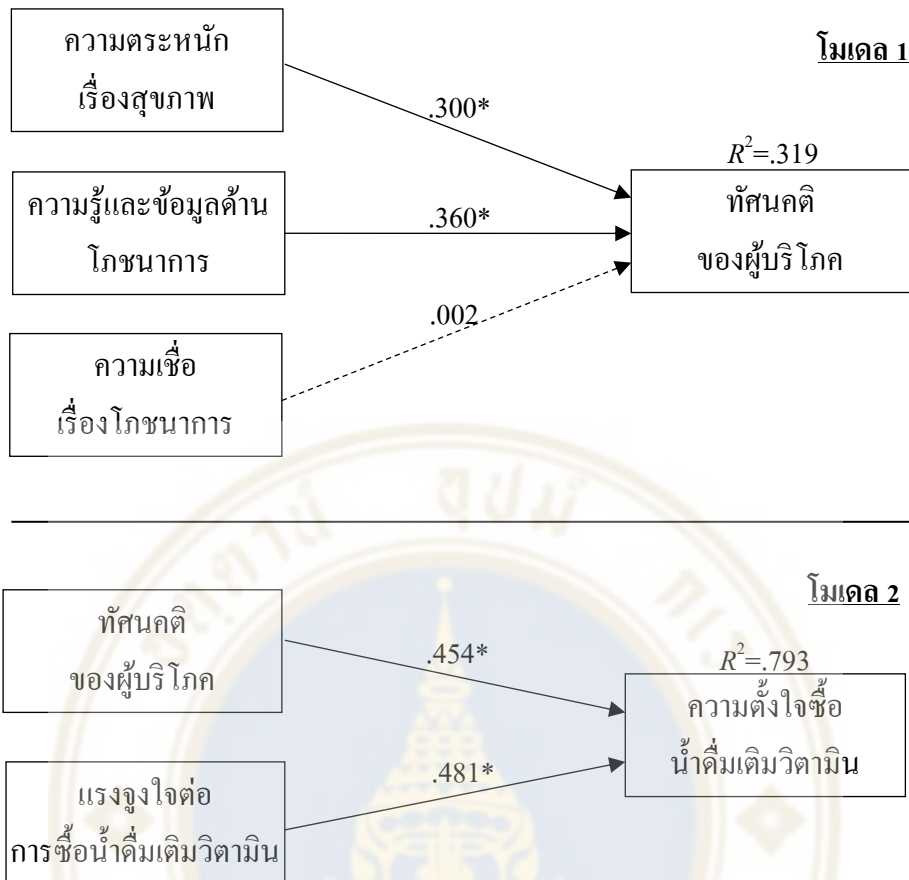 ความตระหนัก
เรื่องสุขภาพ
โมเดล 1
.300*
R²=.319
ความรู้และข้อมูลด้าน
โภชนาการ
.360*
ทัศนคติ
ของผู้บริโภค
.002
ความเชื่อ
เรื่องโภชนาการ
โมเดล 2
ทัศนคติ
ของผู้บริโภค
.454*
R²=.793
ความตั้งใจซื้อ
น้ำดื่มเติมวิตามิน
.481*
แรงจูงใจต่อ
การซื้อน้ำดื่มเติมวิตามิน